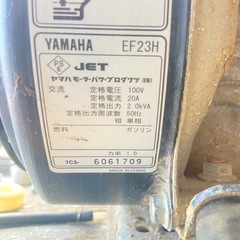 YAMAHA EF23H
PS E JET
ヤマハモーターパワープロダクツ(株)
交流 定格電圧 100V
定格電流 20A
定格出力 2.0kVA
定格出力周波数 50Hz
相 単相
燃料 ガソリン
力率 1.0
7C3- 6061709
MADE IN CHINA